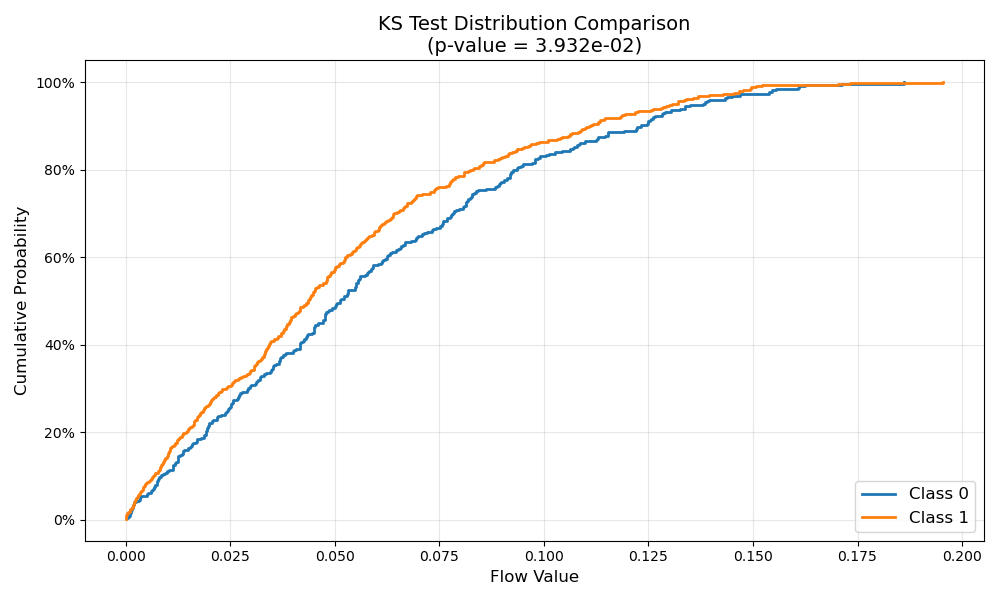 KS Test Distribution Comparison
(p-value = 3.932e-02)
Cumulative Probability
100%
80%
60%
40%
20%
0%
0.000 0.025 0.050 0.075 0.100 0.125 0.150 0.175 0.200
Flow Value
Class 0
Class 1